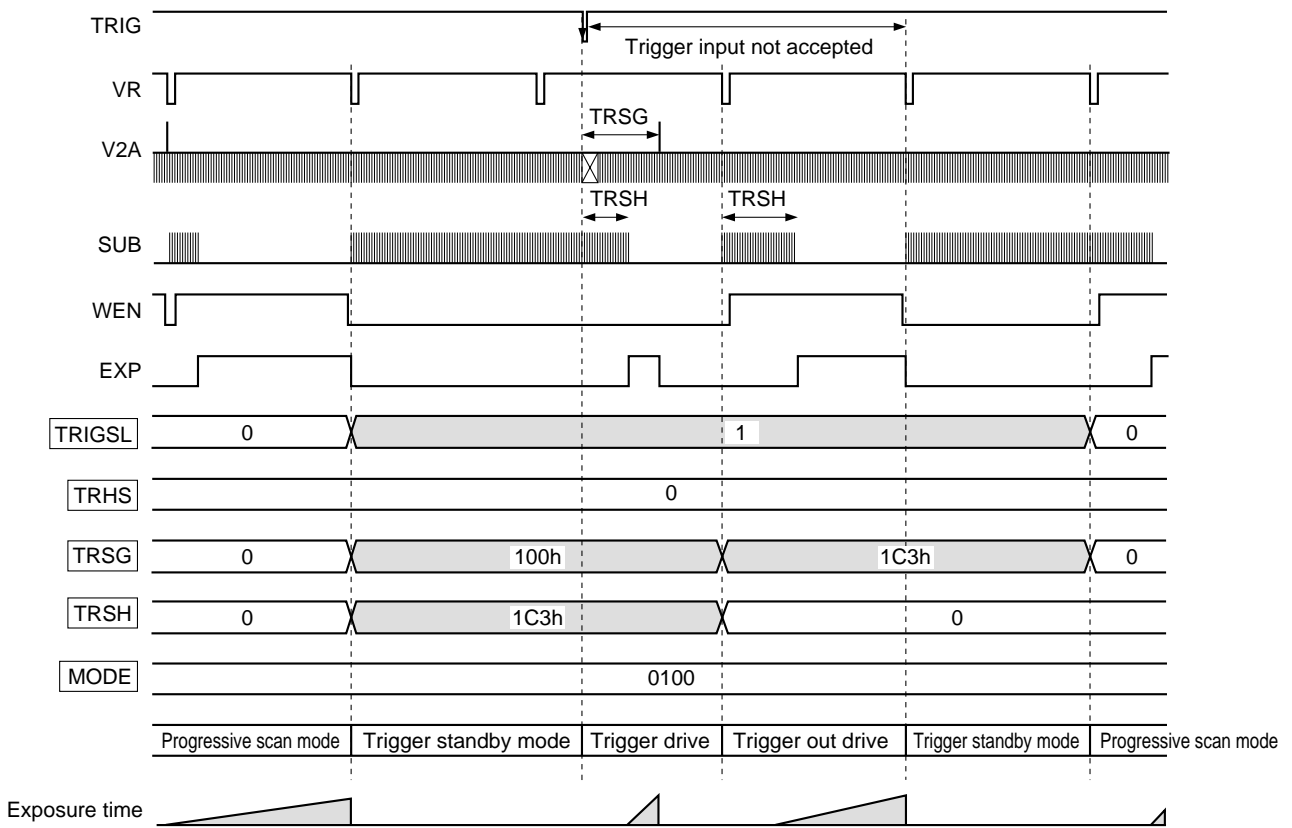 TRIG
Trigger input not accepted
VR
TRSG
V2A
TRSH TRSH
SUB
WEN
EXP
TRIGSL 0 1 0
TRHS 0
TRSG 0 100h 1C3h 0
TRSH 0 1C3h 0
MODE 0100
Progressive scan mode Trigger standby mode Trigger drive Trigger out drive Trigger standby mode Progressive scan mode
Exposure time